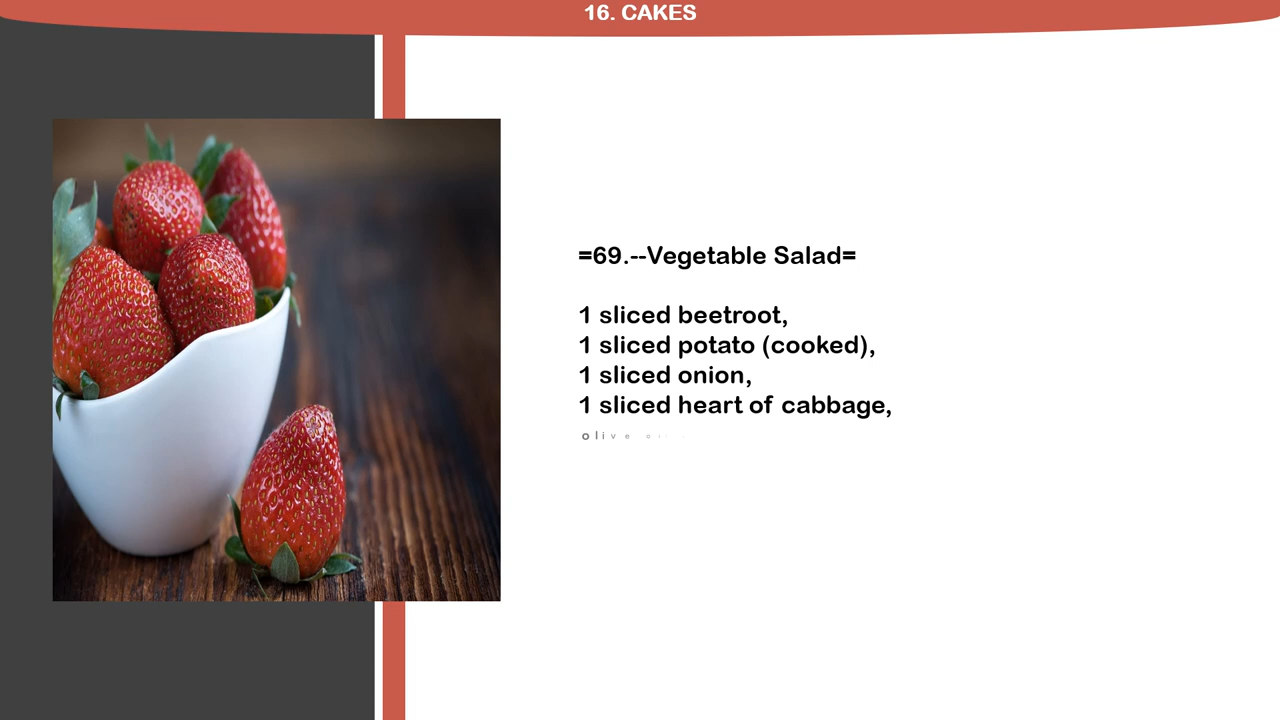 16. CAKES
=69.--Vegetable Salad=
1 sliced beetroot,
1 sliced potato (cooked),
1 sliced onion,
1 sliced heart of cabbage,
olive